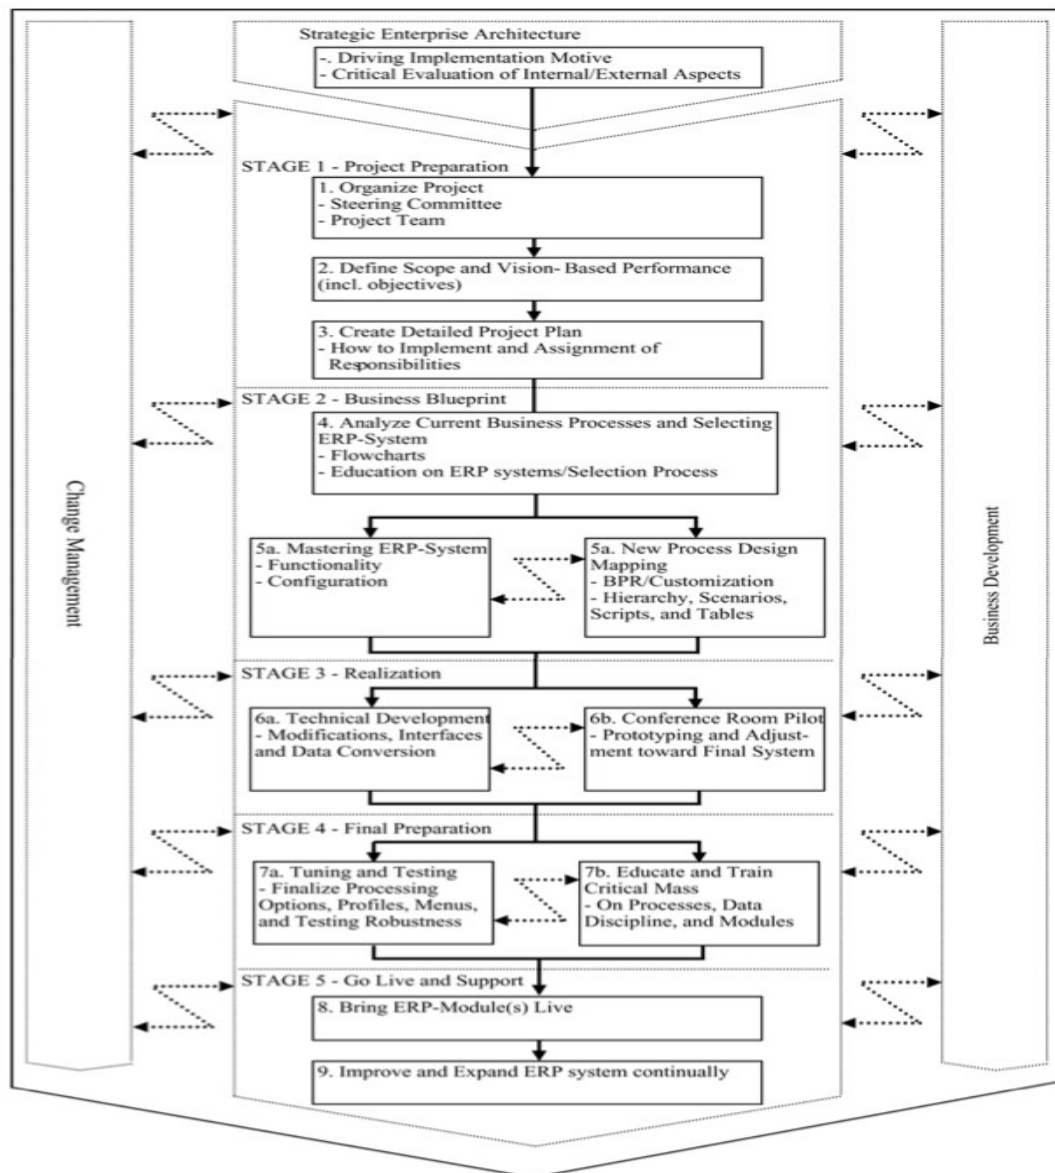 Strategic Enterprise Architecture
-. Driving Implementation Motive
- Critical Evaluation of Internal/External Aspects
STAGE 1 - Project Preparation
1. Organize Project
- Steering Committee
- Project Team
2. Define Scope and Vision- Based Performance
(incl. objectives)
3. Create Detailed Project Plan
- How to Implement and Assignment of
Responsibilities
STAGE 2 - Business Blueprint
4. Analyze Current Business Processes and Selecting
ERP-System
- Flowcharts
- Education on ERP systems/Selection Process
5a. Mastering ERP-System
- Functionality
- Configuration
5a. New Process Design
Mapping
- BPR/Customization
- Hierarchy, Scenarios,
Scripts, and Tables
STAGE 3 - Realization
6a. Technical Development
- Modifications, Interfaces
and Data Conversion
6b. Conference Room Pilot
- Prototyping and Adjust-
ment toward Final System
STAGE 4 - Final Preparation
7a. Tuning and Testing
- Finalize Processing
Options, Profiles, Menus,
and Testing Robustness
7b. Educate and Train
Critical Mass
- On Processes, Data
Discipline, and Modules
STAGE 5 - Go Live and Support
8. Bring ERP-Module(s) Live
9. Improve and Expand ERP system continually
Change Management
Business Development